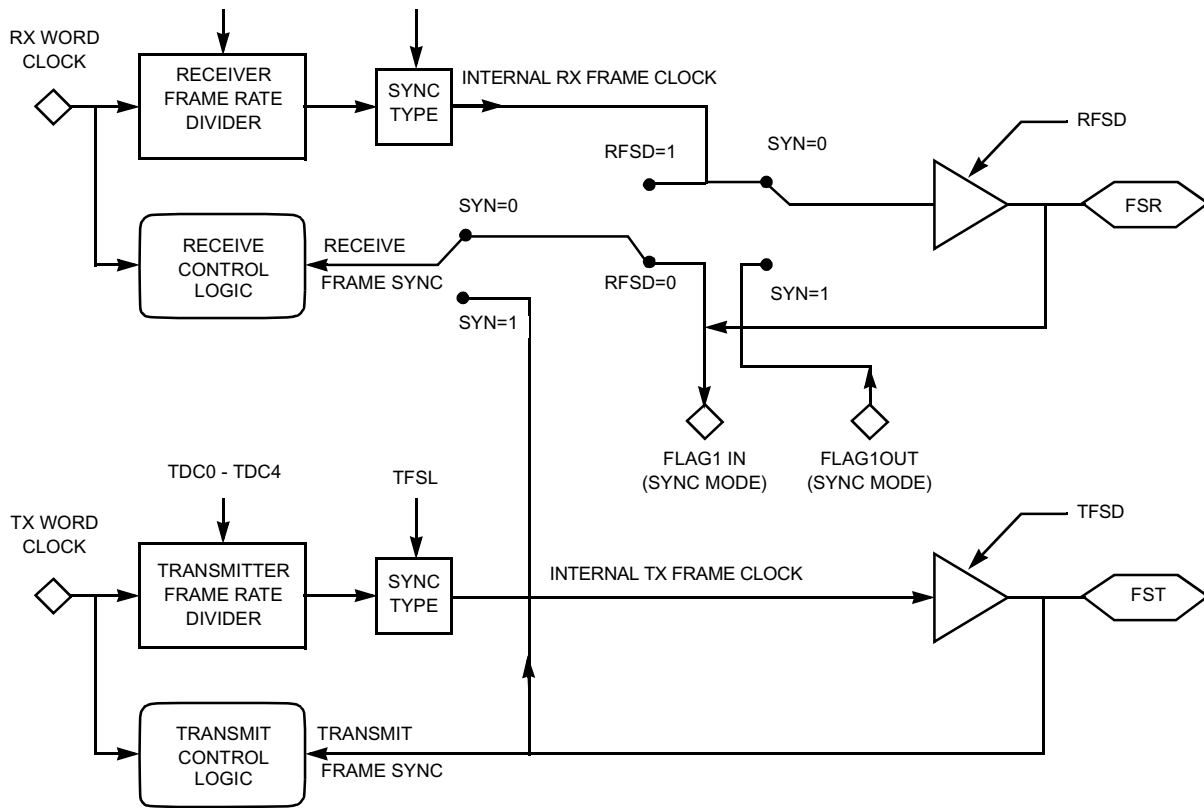 RX WORD
CLOCK
RECEIVER
FRAME RATE
DIVIDER
SYNC
TYPE
INTERNAL RX FRAME CLOCK
RFSD=1
SYN=0
RFSD
FSR
RECEIVE
CONTROL
LOGIC
RECEIVE
FRAME SYNC
SYN=0
SYN=1
RFSD=0
SYN=1
FLAG1 IN
(SYNC MODE)
FLAG1OUT
(SYNC MODE)
TDC0 - TDC4
TFSL
TX WORD
CLOCK
TRANSMITTER
FRAME RATE
DIVIDER
SYNC
TYPE
INTERNAL TX FRAME CLOCK
TFSD
FST
TRANSMIT
CONTROL
LOGIC
TRANSMIT
FRAME SYNC